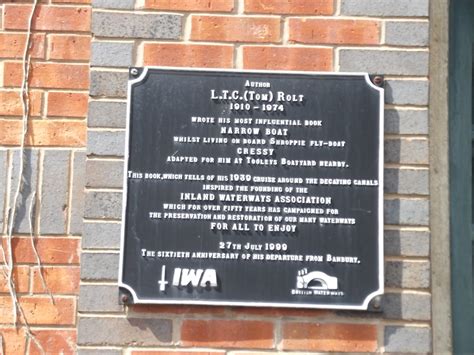 AUTHOR
L.T.C.(TOM) ROLT
1910 – 1974
WROTE HIS MOST INFLUENTIAL BOOK
NARROW BOAT
WHILST LIVING ON BOARD SHROPPIE FLY-BOAT
CRESSY
ADAPTED FOR HIM AT TOOLEYS BOATYARD NEARBY.
THIS BOOK,WHICH TELLS OF HIS 1939 CRUISE AROUND THE DECAYING CANALS
INSPIRED THE FOUNDING OF THE
INLAND WATERWAYS ASSOCIATION
WHICH FOR OVER FIFTY YEARS HAS CAMPAIGNED FOR
THE PRESERVATION AND RESTORATION OF OUR MANY WATERWAYS
FOR ALL TO ENJOY
27TH JULY 1999
THE SIXTIETH ANNIVERSARY OF HIS DEPARTURE FROM BANBURY.
IWA
BRITISH WATERWAYS